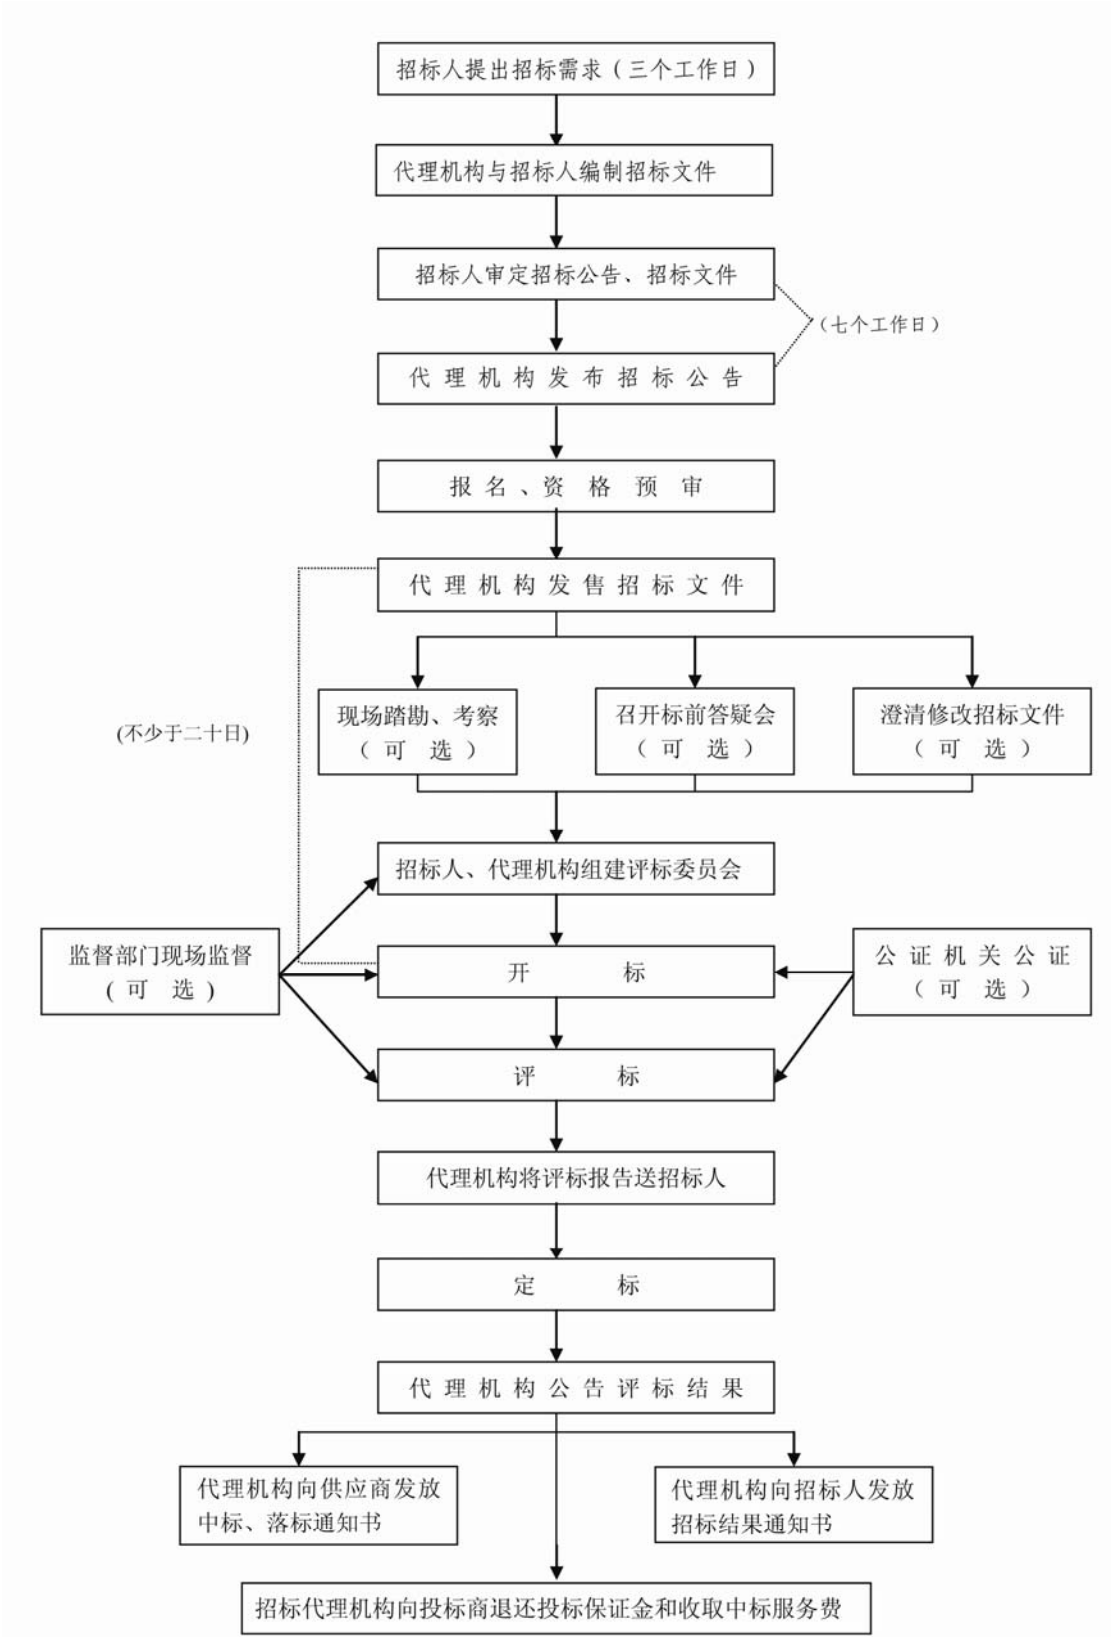 招标人提出招标需求（三个工作日）
代理机构与招标人编制招标文件
招标人审定招标公告、招标文件
（七个工作日）
代理机构发布招标公告
报名、资格预审
代理机构发售招标文件
现场踏勘、考察
（可选）
召开标前答疑会
（可选）
澄清修改招标文件
（可选）
(不少于二十日)
招标人、代理机构组建评标委员会
监督部门现场监督
(可选)
开标
公证机关公证
（可选）
评标
代理机构将评标报告送招标人
定标
代理机构公告评标结果
代理机构向供应商发放
中标、落标通知书
代理机构向招标人发放
招标结果通知书
招标代理机构向投标商退还投标保证金和收取中标服务费